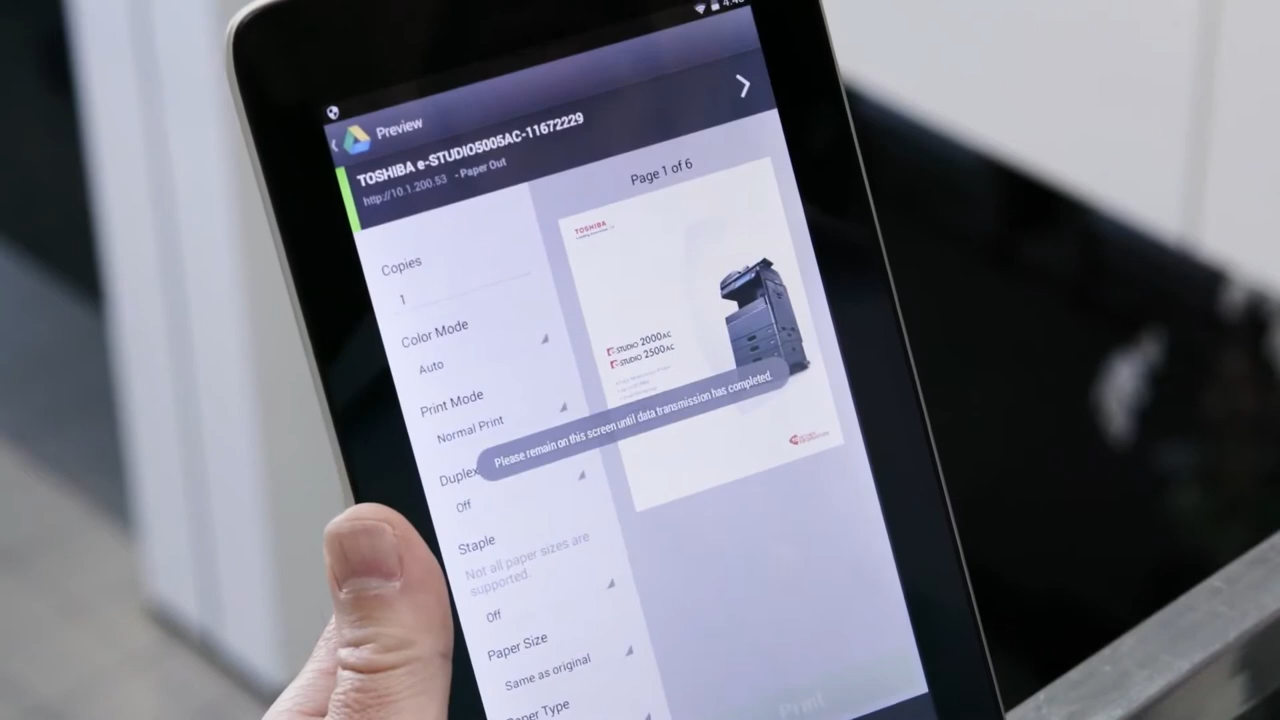 Preview
TOSHIBA e-STUDIO5005AC-11672229
http://10.1.200.53 - Paper Out
Page 1 of 6
Copies
1
Color Mode
Auto
Print Mode
Normal Print
Duplex
Off
Staple
Not all paper sizes are
supported.
Off
Paper Size
Same as original
Paper Type
TOSHIBA
STUDIO 2000AC
STUDIO 2500AC
Please remain on this screen until data transmission has completed.
Print